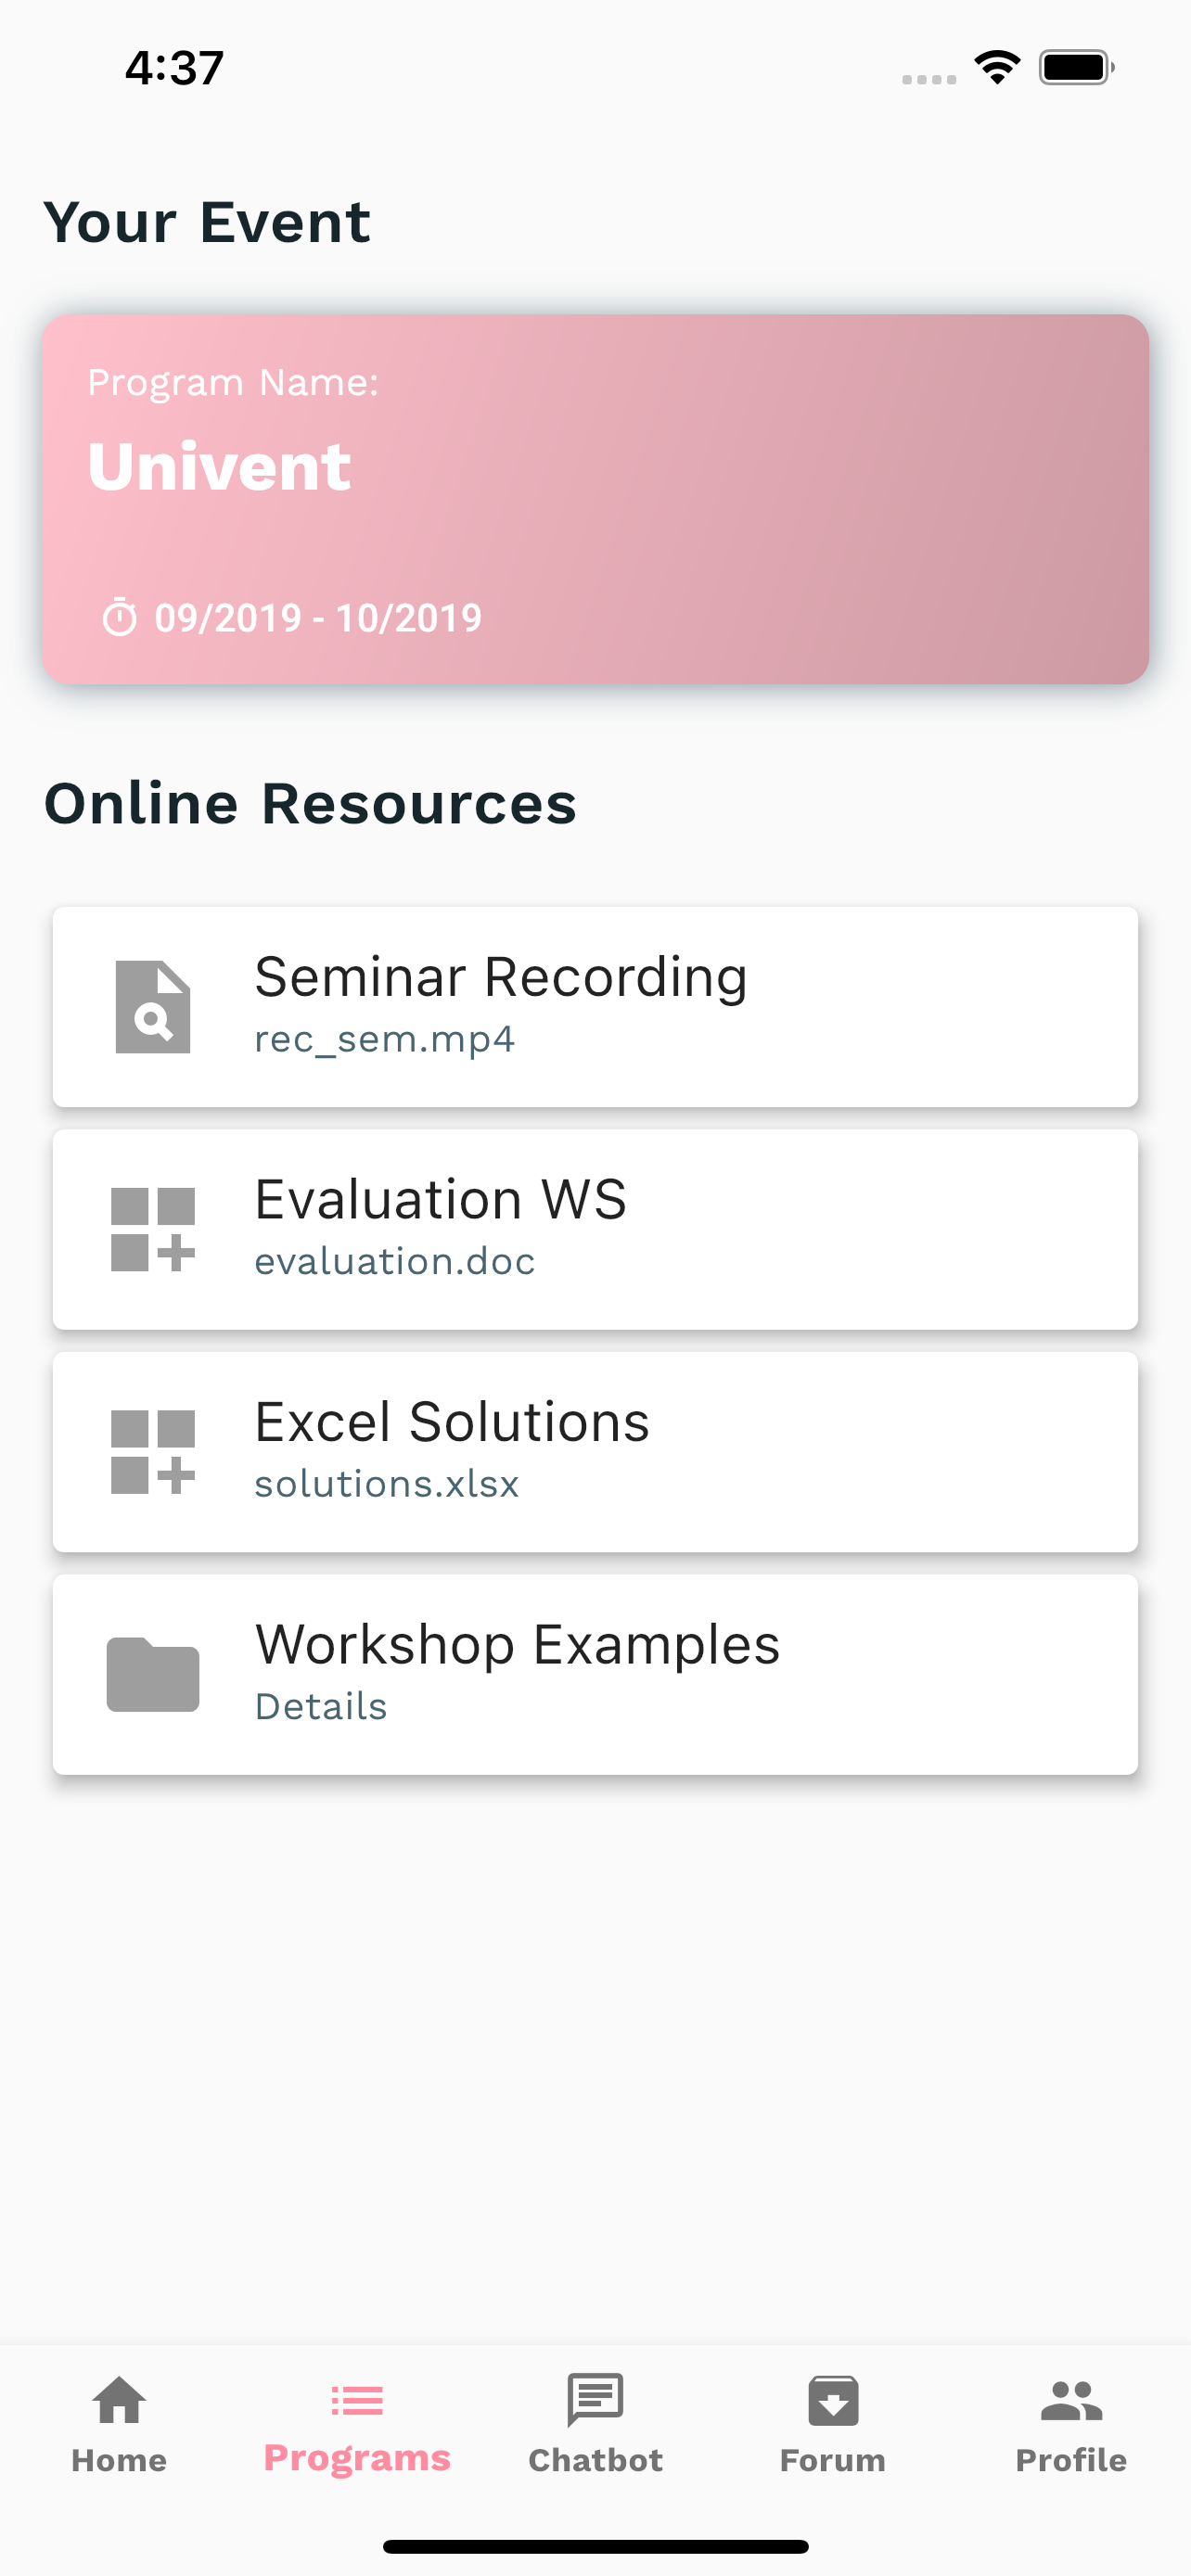 4:37
Your Event
Program Name:
Univent
09/2019 - 10/2019
Online Resources
Seminar Recording
rec_sem.mp4
Evaluation WS
evaluation.doc
Excel Solutions
solutions.xlsx
Workshop Examples
Details
Home
Programs
Chatbot
Forum
Profile